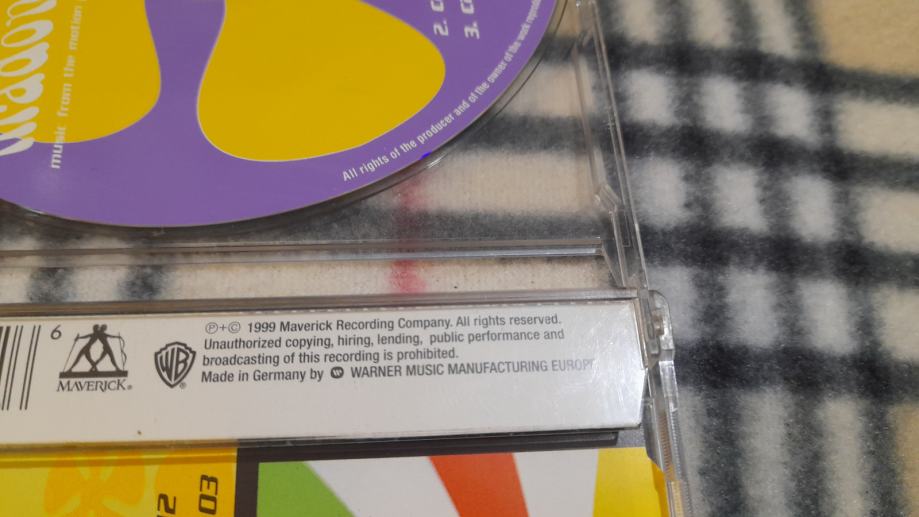 music from the motion
2. C
3. C
All rights of the producer and of the owner of the work reprod
6
MAVERICK®
WB
℗+© 1999 Maverick Recording Company. All rights reserved.
Unauthorized copying, hiring, lending, public performance and
broadcasting of this recording is prohibited.
Made in Germany by WARNER MUSIC MANUFACTURING EUROPE
03